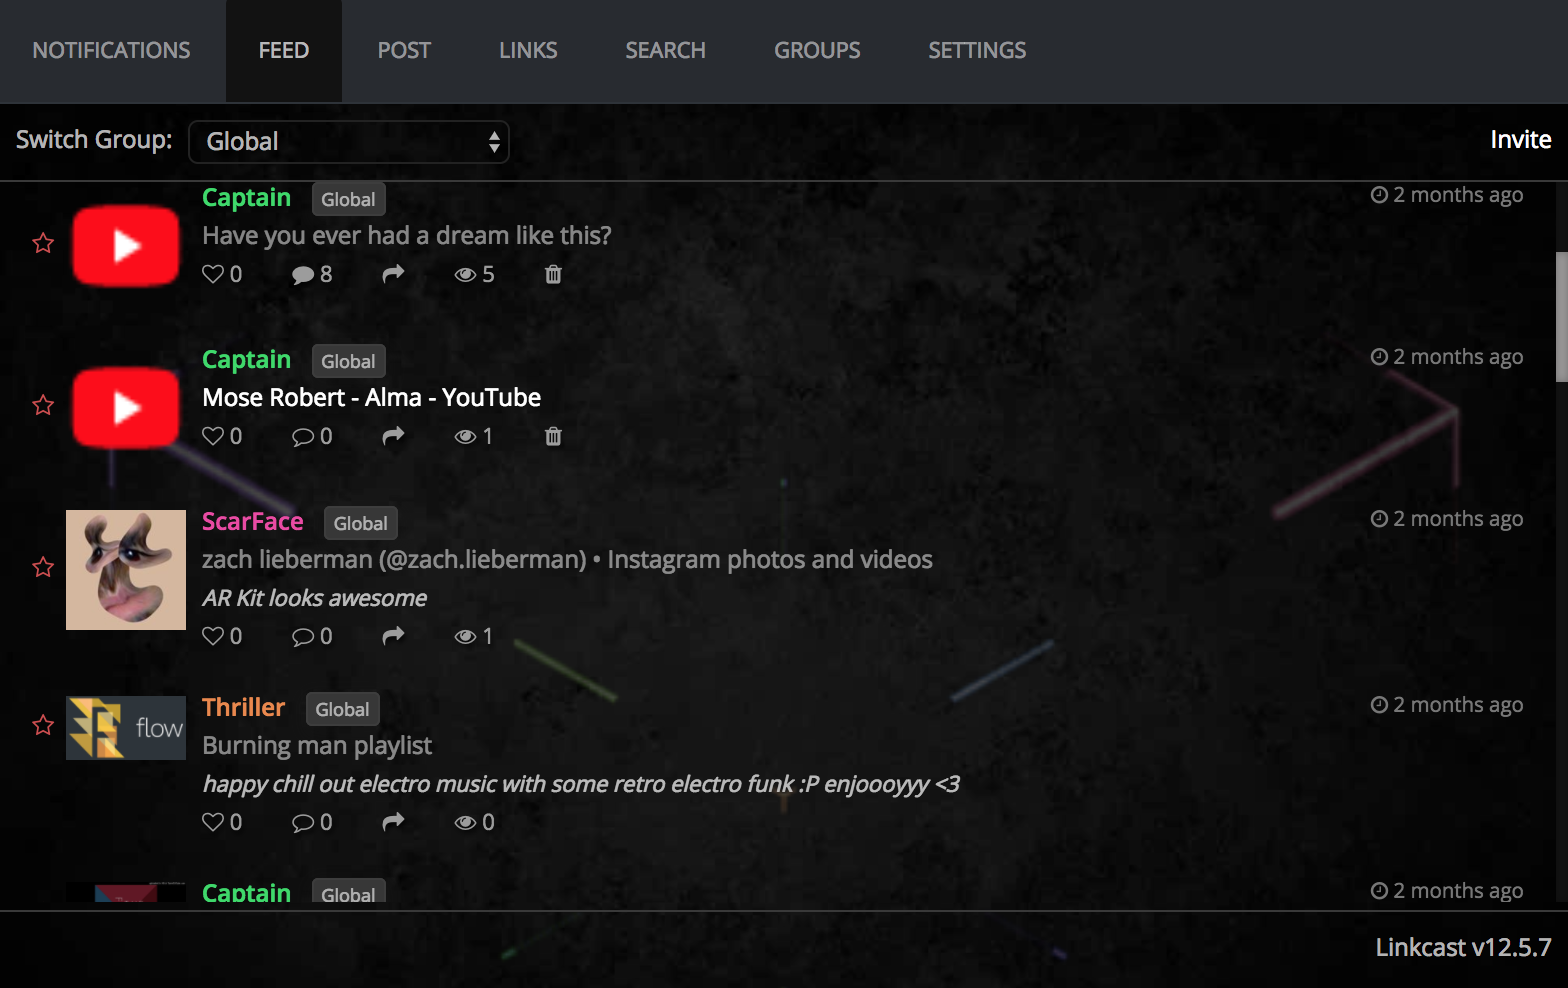 NOTIFICATIONS FEED POST LINKS SEARCH GROUPS SETTINGS
Switch Group: Global Invite
Captain Global 2 months ago
Have you ever had a dream like this?
0 8 5
Captain Global 2 months ago
Mose Robert - Alma - YouTube
0 0 1
ScarFace Global 2 months ago
zach lieberman (@zach.lieberman) • Instagram photos and videos
AR Kit looks awesome
0 0 1
Thriller Global 2 months ago
flow
Burning man playlist
happy chill out electro music with some retro electro funk :P enjoooyyy <3
0 0 0
Captain Global 2 months ago
Linkcast v12.5.7